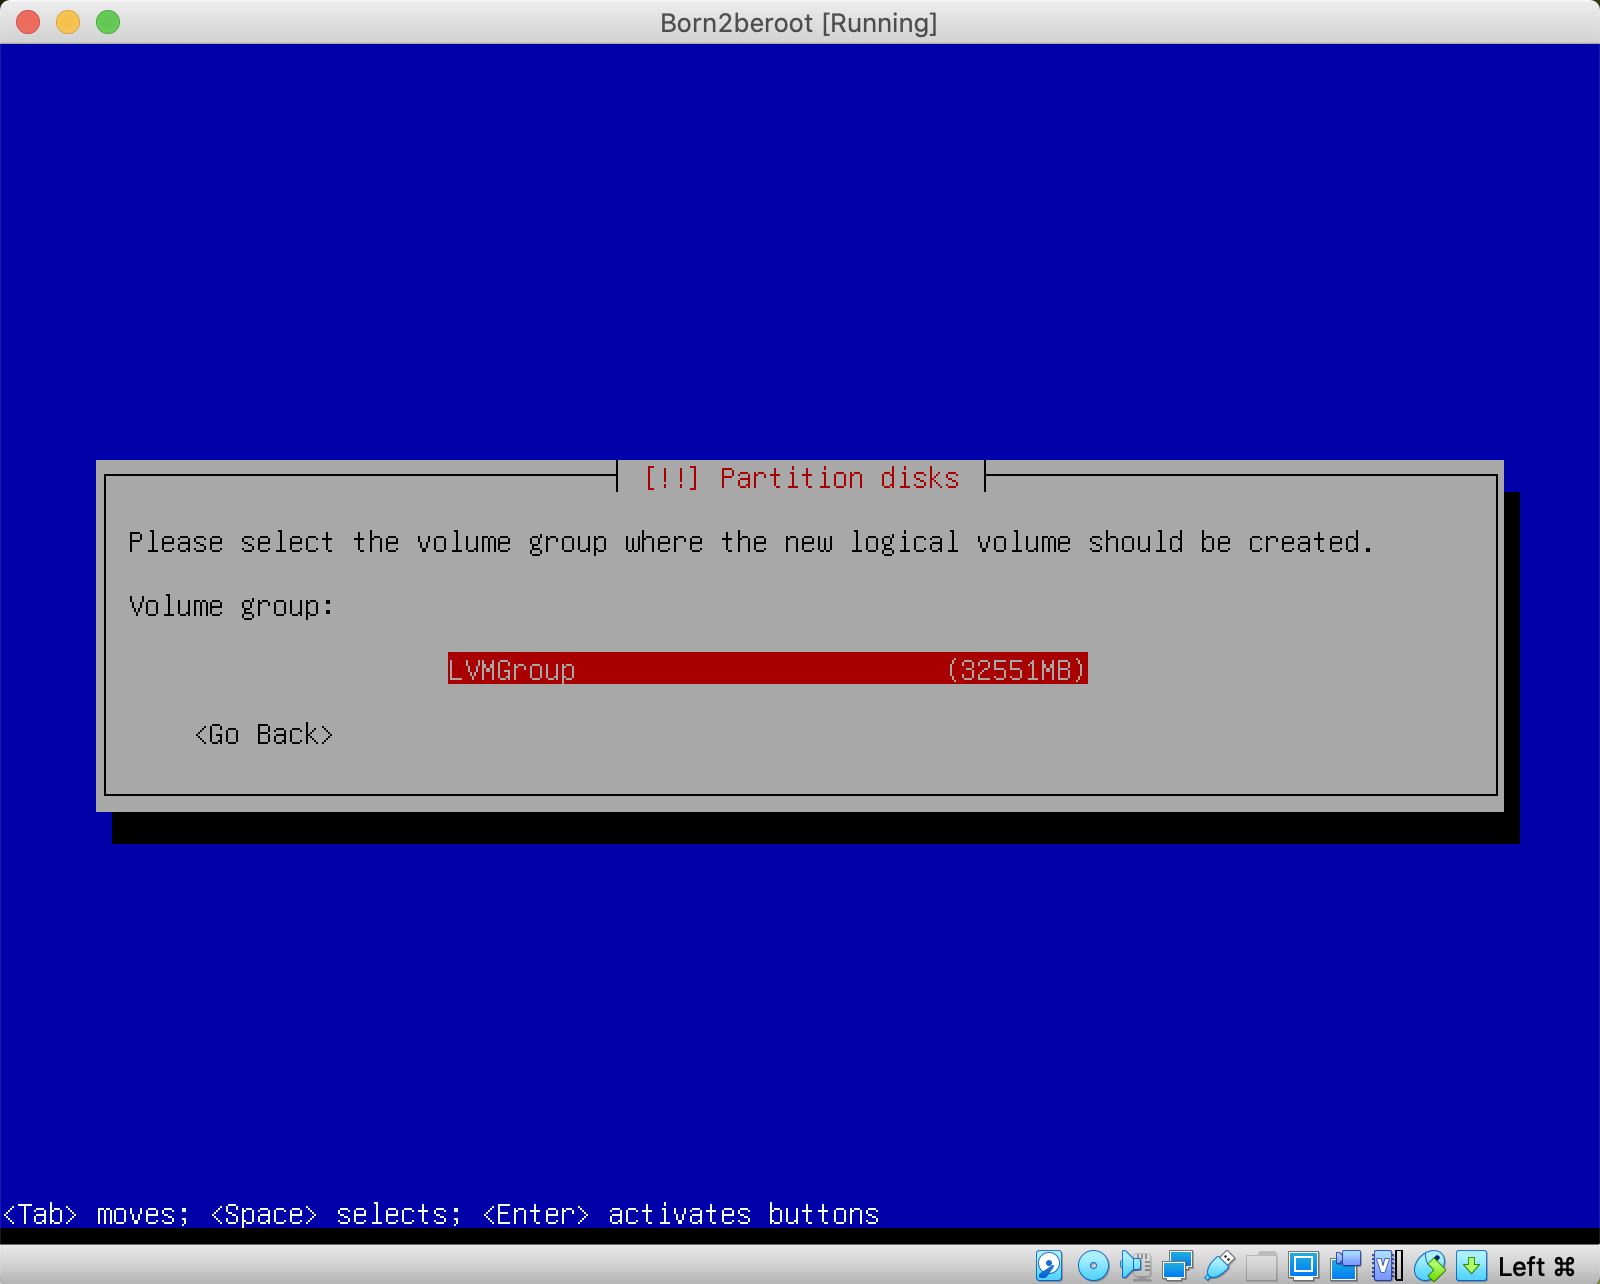 Born2beroot [Running]
[!!] Partition disks
Please select the volume group where the new logical volume should be created.
Volume group:
LVMGroup (32551MB)
<Go Back>
<Tab> moves; <Space> selects; <Enter> activates buttons
Left ⌘